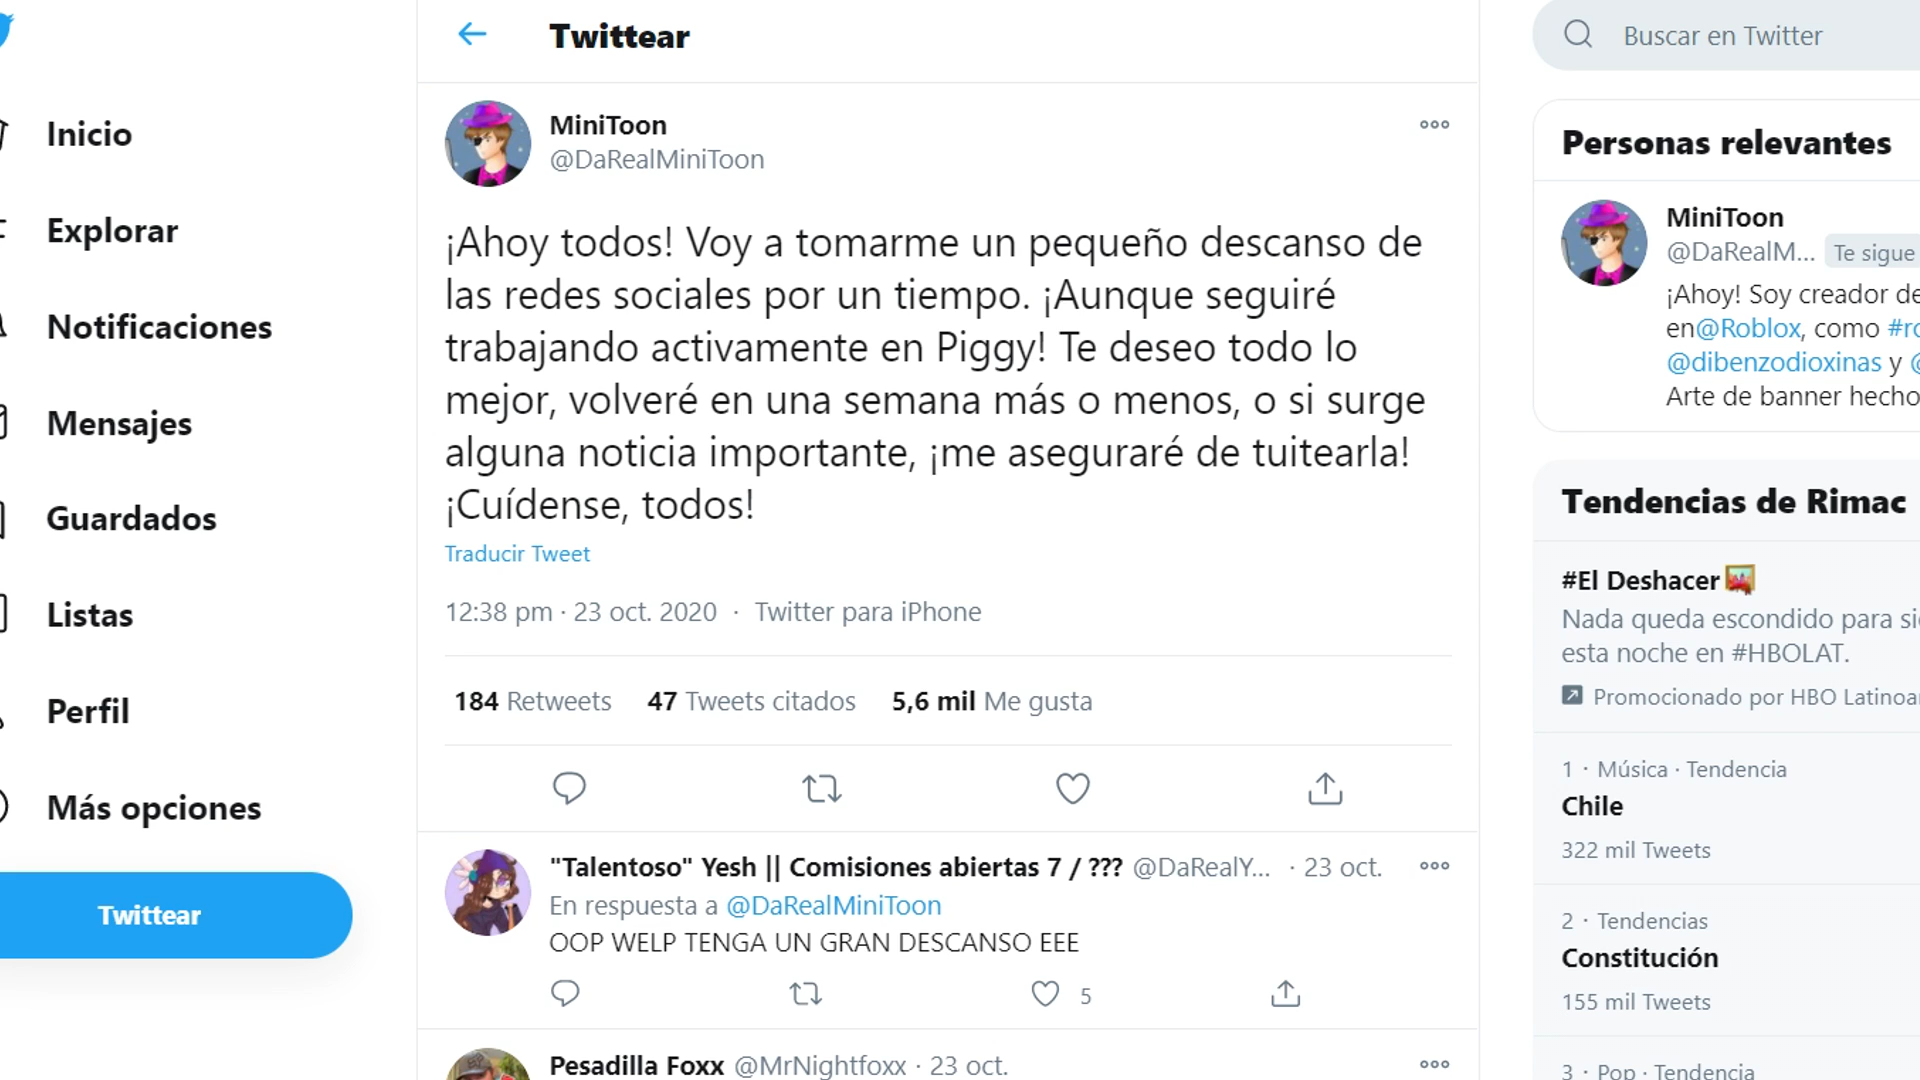 Twittear
Inicio
Explorar
Notificaciones
Mensajes
Guardados
Listas
Perfil
Más opciones
Twittear
MiniToon
@DaRealMiniToon
¡Ahoy todos! Voy a tomarme un pequeño descanso de
las redes sociales por un tiempo. ¡Aunque seguiré
trabajando activamente en Piggy! Te deseo todo lo
mejor, volveré en una semana más o menos, o si surge
alguna noticia importante, ¡me aseguraré de tuitearla!
¡Cuídense, todos!
Traducir Tweet
12:38 pm · 23 oct. 2020 · Twitter para iPhone
184 Retweets 47 Tweets citados 5,6 mil Me gusta
"Talentoso" Yesh || Comisiones abiertas 7 / ??? @DaRealY... · 23 oct.
En respuesta a @DaRealMiniToon
OOP WELP TENGA UN GRAN DESCANSO EEE
5
Pesadilla Foxx @MrNightfoxx · 23 oct.
Buscar en Twitter
Personas relevantes
MiniToon
@DaRealM... Te sigue
¡Ahoy! Soy creador de
en@Roblox, como #ro
@dibenzodioxinas y @
Arte de banner hecho
Tendencias de Rimac
#El Deshacer
Nada queda escondido para si
esta noche en #HBOLAT.
Promocionado por HBO Latinoa
1 · Música · Tendencia
Chile
322 mil Tweets
2 · Tendencias
Constitución
155 mil Tweets
3 · Pop · Tendencia